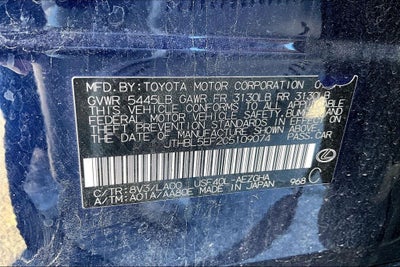 MFD. BY: TOYOTA MOTOR CORPORATION
GVWR 5445LB GAWR FR 3130LB RR 3130LB
THIS VEHICLE CONFORMS TO ALL APPLICABLE
FEDERAL MOTOR VEHICLE SAFETY, BUMPER, AND
THEFT PREVENTION STANDARDS IN EFFECT ON
THE DATE OF MANUFACTURE SHOWN ABOVE.
JTHBL5EF2C5109074 PASS. CAR
C/TR: 8V3/LA00 USF40L-AEZGHA
A/TM: A01A/AA80E MADE IN JAPAN 968 C